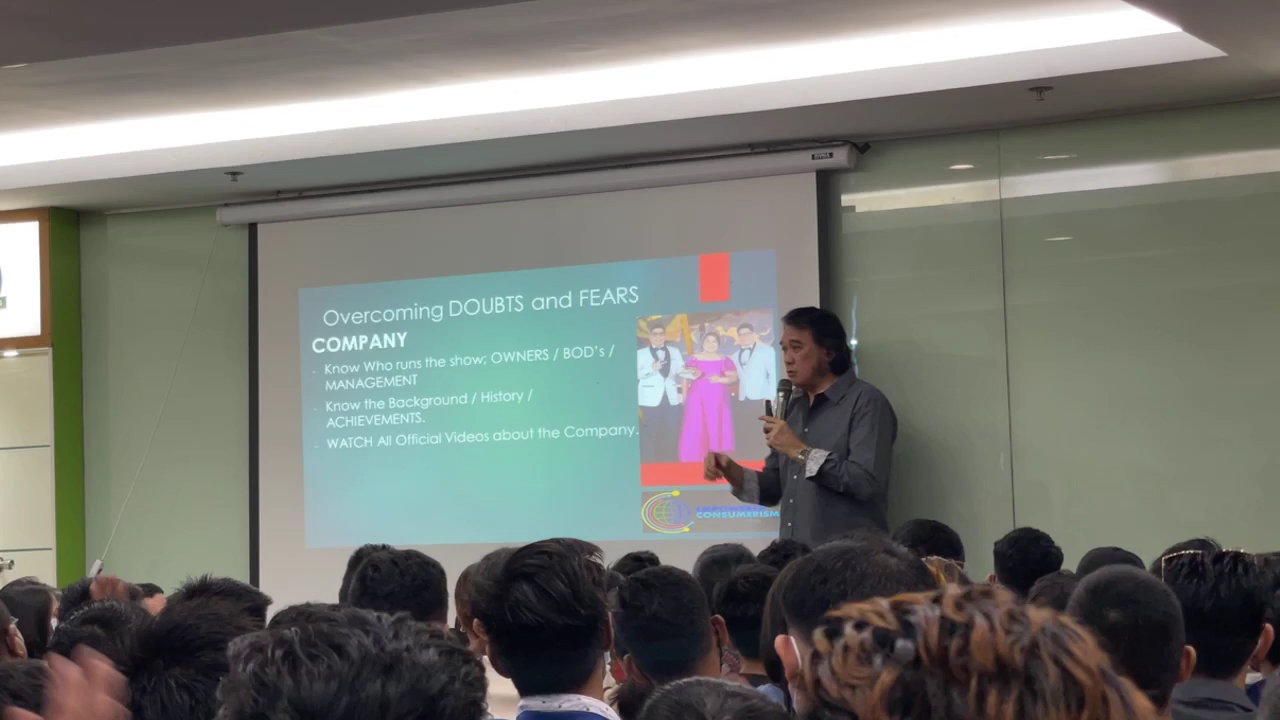 Overcoming DOUBTS and FEARS
COMPANY
- Know Who runs the show; OWNERS / BOD's /
MANAGEMENT
- Know the Background / History /
ACHIEVEMENTS.
- WATCH All Official Videos about the Company.
CONSUMERISM